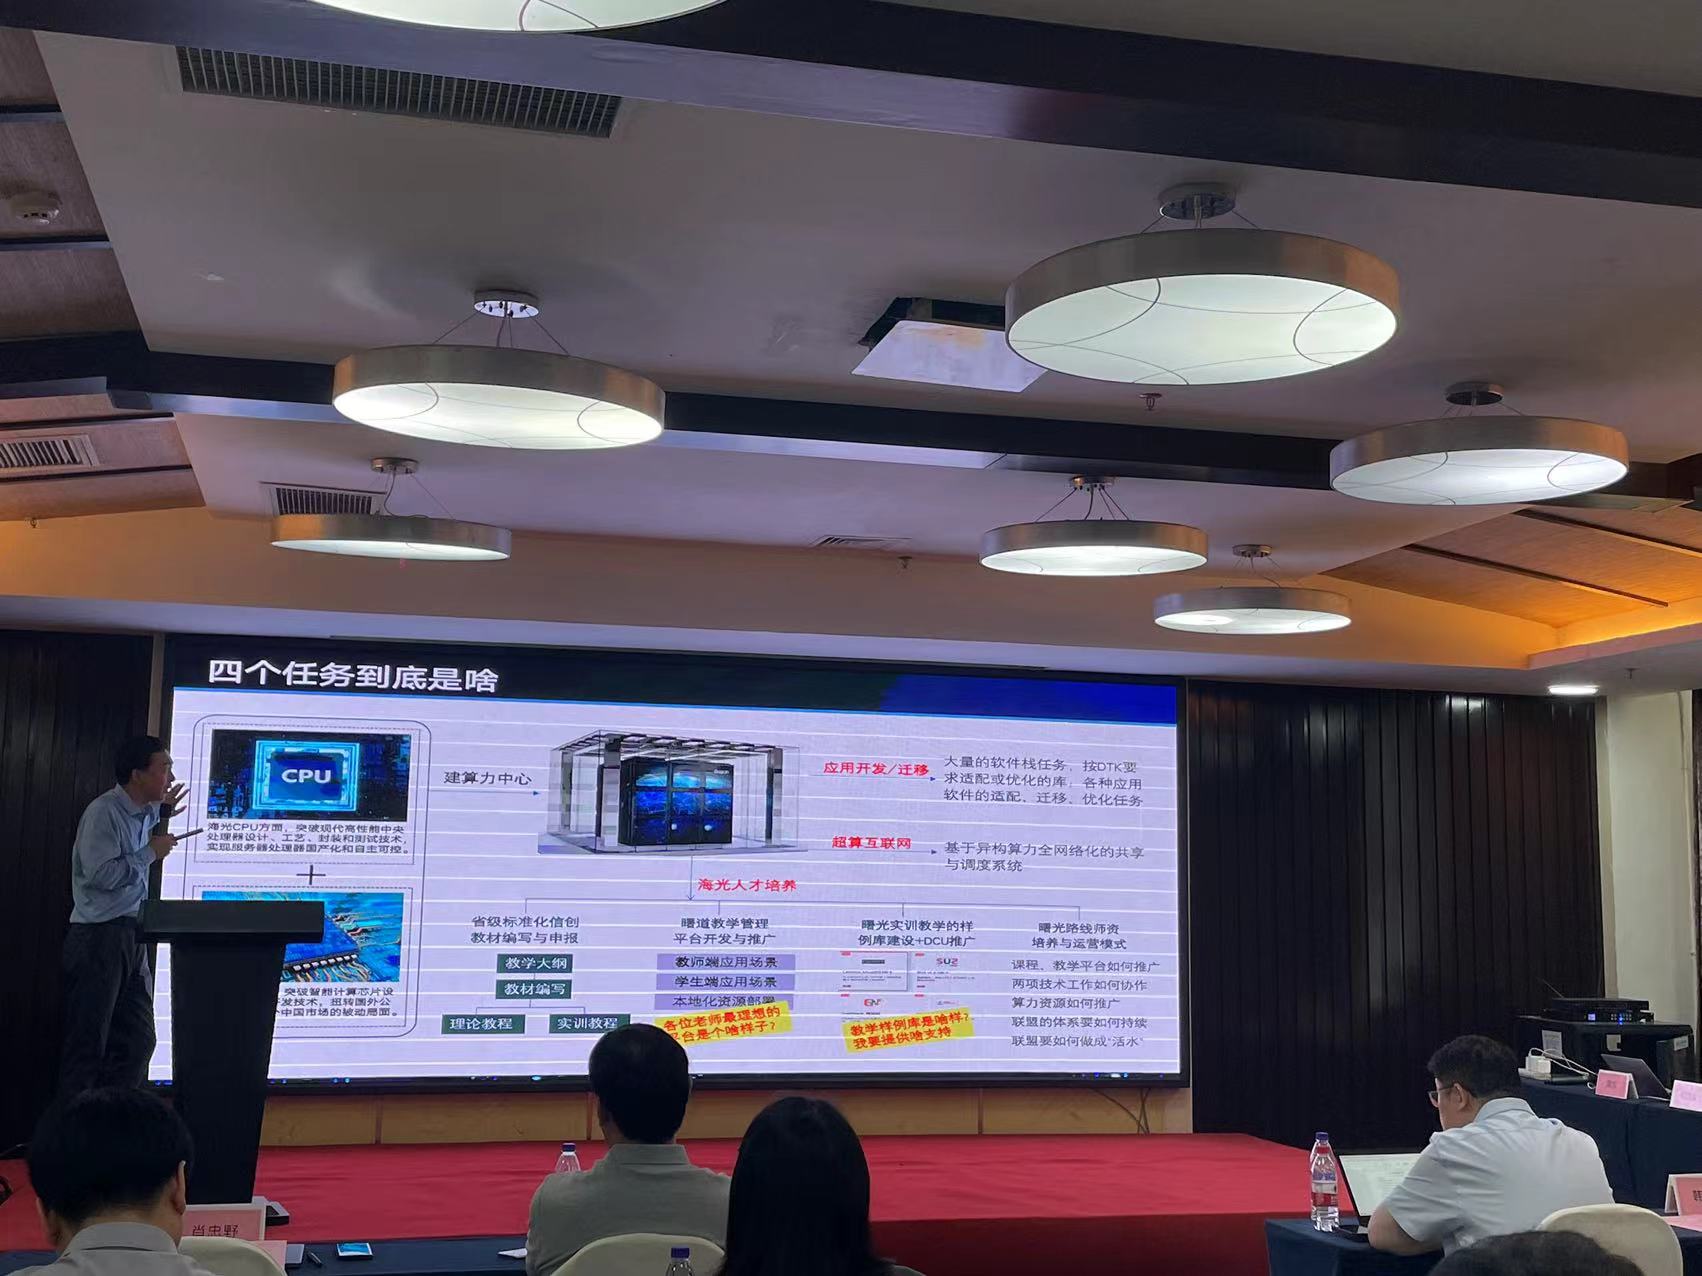 四个任务到底是啥
CPU
海光CPU方面，突破现代高性能中央
处理器设计、工艺、封装和测试技术，
实现服务器处理器国产化和自主可控。
+
突破智能计算芯片设
发技术，扭转国外公
中国市场的被动局面。
建算力中心
应用开发/迁移
大量的软件栈任务，按DTK要
求适配或优化的库，各种应用
软件的适配、迁移、优化任务
超算互联网
基于异构算力全网络化的共享
与调度系统
海光人才培养
省级标准化信创
教材编写与申报
教学大纲
教材编写
理论教程
实训教程
曙道教学管理
平台开发与推广
教师端应用场景
学生端应用场景
本地化资源部署
各位老师最理想的
台是个啥样子？
曙光实训教学的样
例库建设+DCU推广
教学样例库是啥样？
我要提供啥支持
曙光路线师资
培养与运营模式
课程、教学平台如何推广
两项技术工作如何协作
算力资源如何推广
联盟的体系要如何持续
联盟要如何做成“活水”
肖忠野